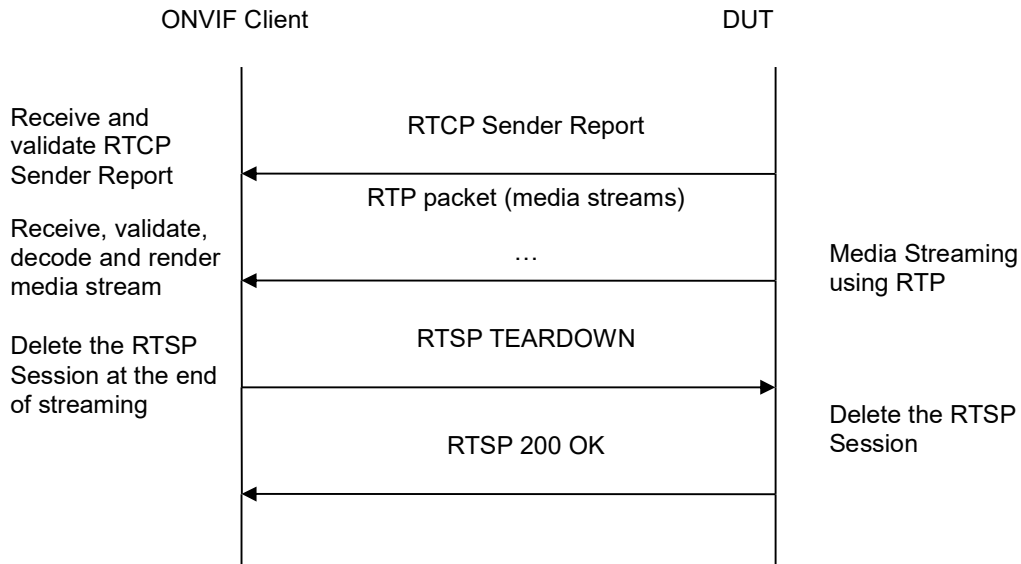 ONVIF Client
DUT
Receive and
validate RTCP
Sender Report
RTCP Sender Report
RTP packet (media streams)
Receive, validate,
decode and render
media stream
…
Media Streaming
using RTP
RTSP TEARDOWN
Delete the RTSP
Session at the end
of streaming
Delete the RTSP
Session
RTSP 200 OK